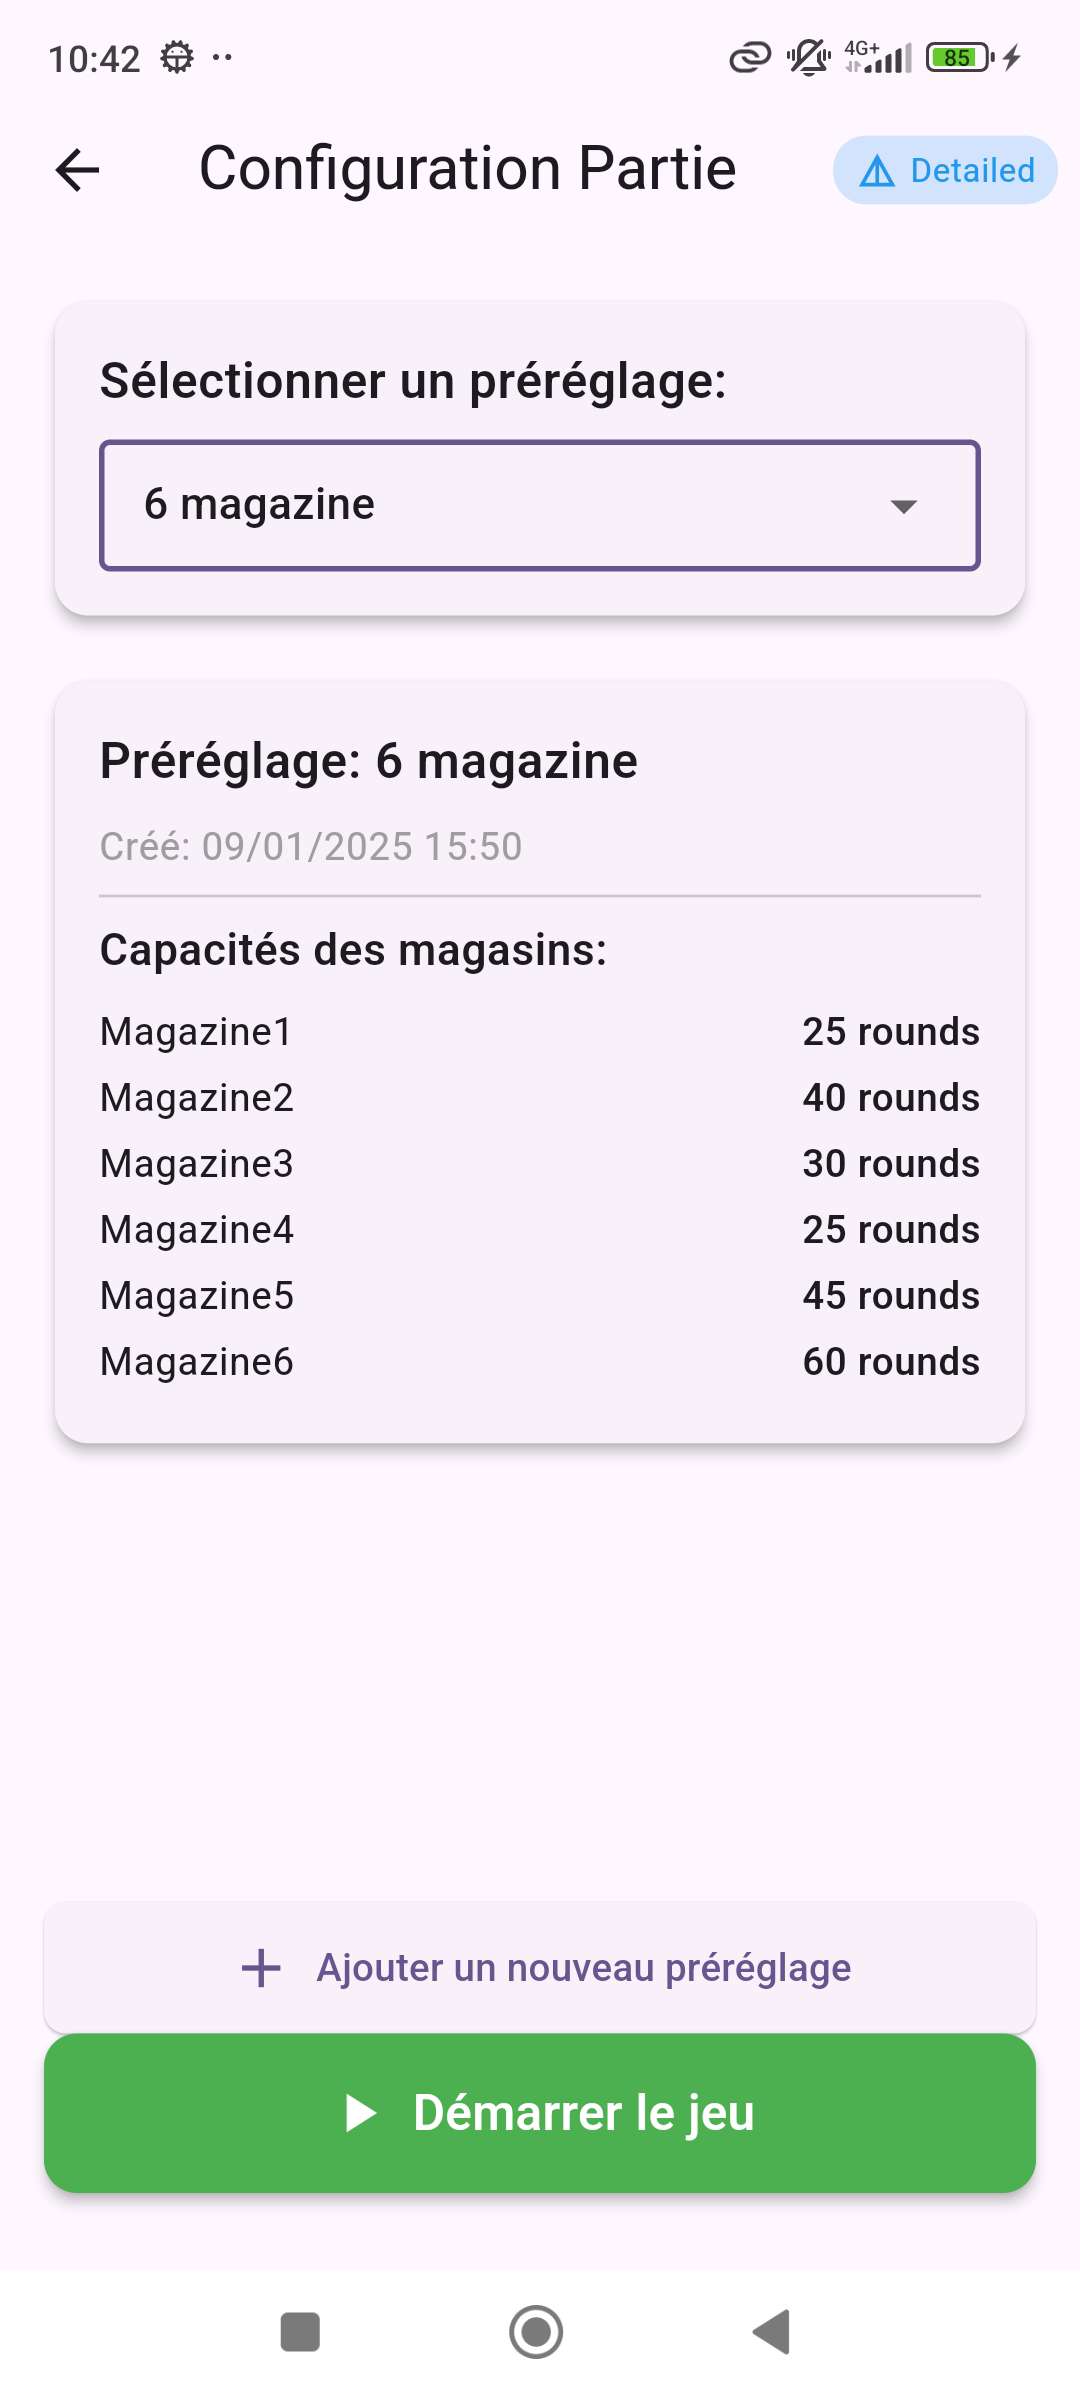 10:42
4G+
85
Configuration Partie
Detailed
Sélectionner un préréglage:
6 magazine
Préréglage: 6 magazine
Créé: 09/01/2025 15:50
Capacités des magasins:
Magazine1 25 rounds
Magazine2 40 rounds
Magazine3 30 rounds
Magazine4 25 rounds
Magazine5 45 rounds
Magazine6 60 rounds
Ajouter un nouveau préréglage
Démarrer le jeu